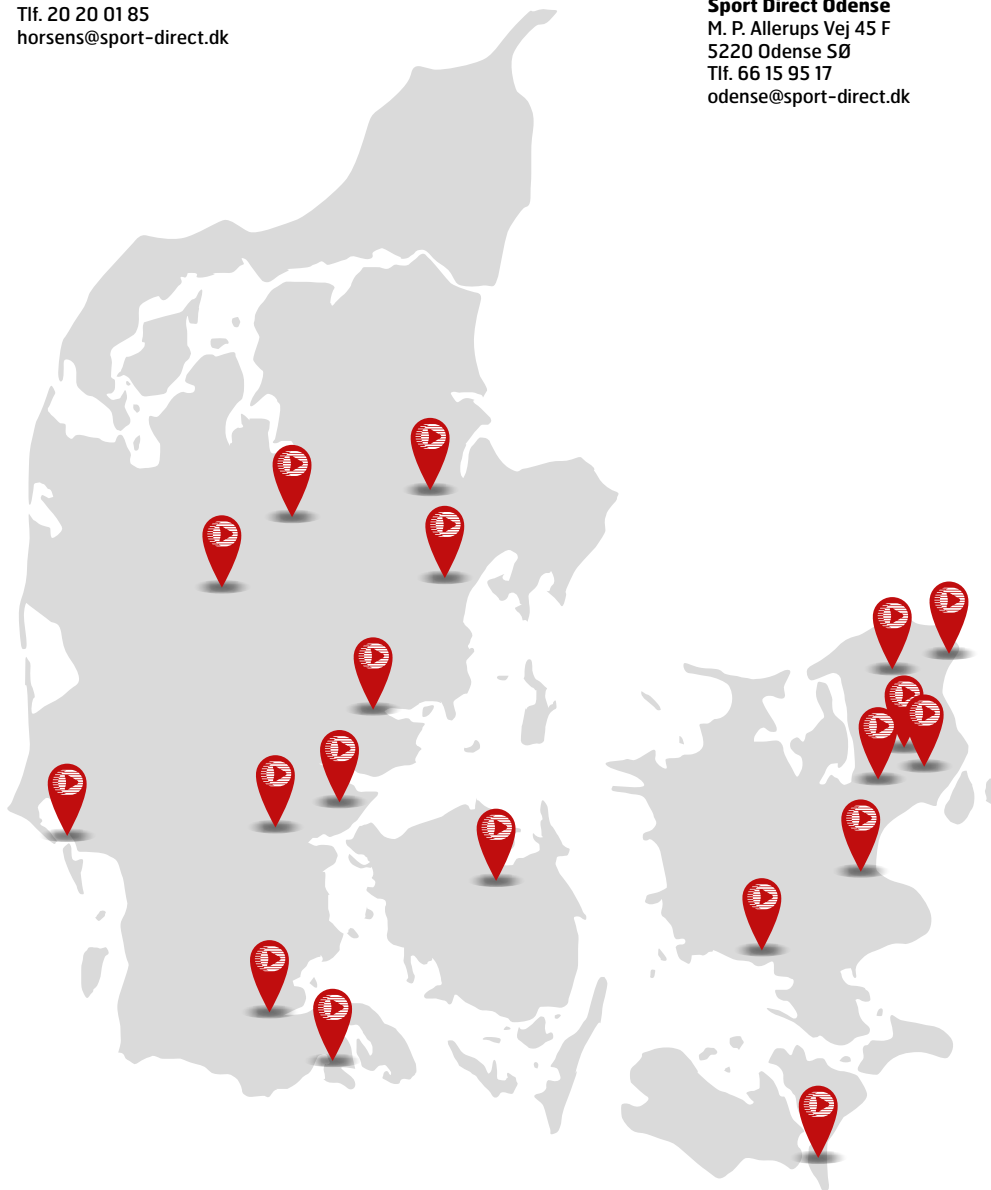 Tlf. 20 20 01 85
horsens@sport-direct.dk
Sport Direct Odense
M. P. Allerups Vej 45 F
5220 Odense SØ
Tlf. 66 15 95 17
odense@sport-direct.dk